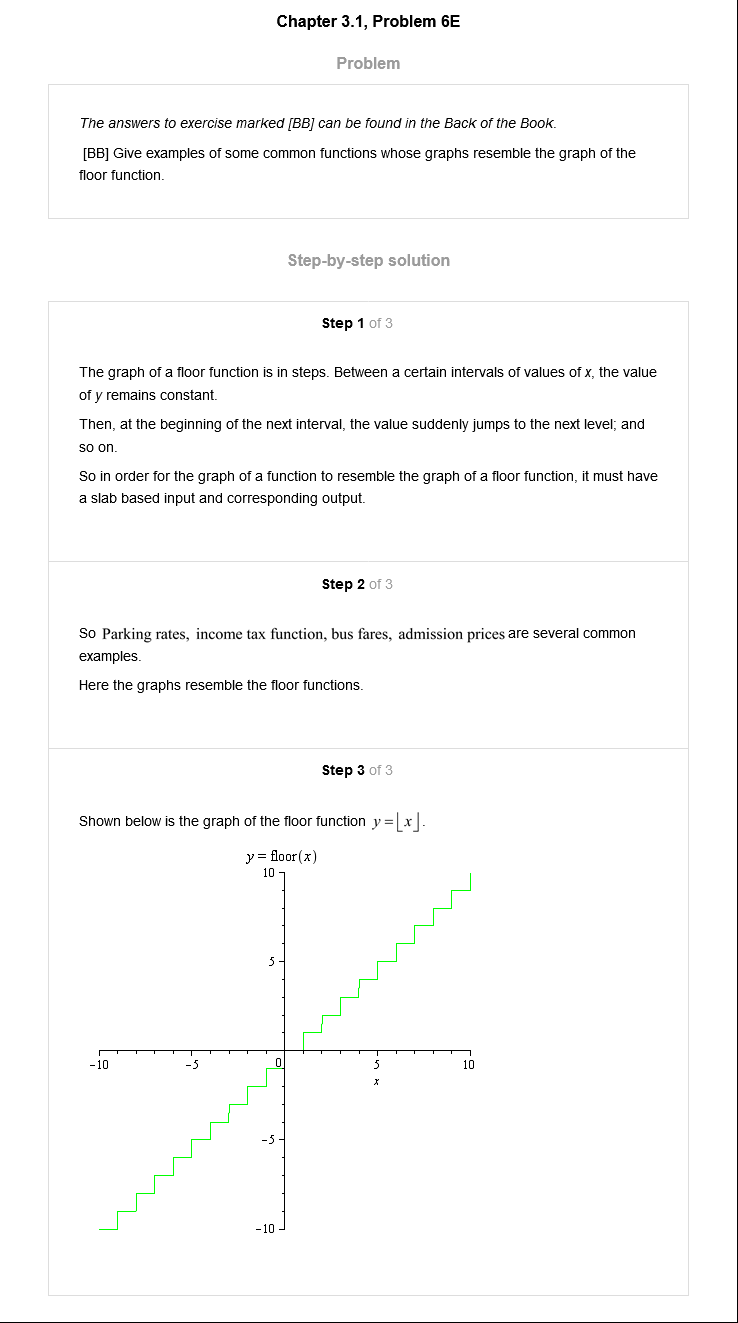 Chapter 3.1, Problem 6E
Problem
The answers to exercise marked [BB] can be found in the Back of the Book.
[BB] Give examples of some common functions whose graphs resemble the graph of the
floor function.
Step-by-step solution
Step 1 of 3
The graph of a floor function is in steps. Between a certain intervals of values of x, the value
of y remains constant.
Then, at the beginning of the next interval, the value suddenly jumps to the next level; and
so on.
So in order for the graph of a function to resemble the graph of a floor function, it must have
a slab based input and corresponding output.
Step 2 of 3
So Parking rates, income tax function, bus fares, admission prices are several common
examples.
Here the graphs resemble the floor functions.
Step 3 of 3
Shown below is the graph of the floor function y=⌊x⌋.
y = floor(x)
10
5
-10 -5 0 5 10
x
-5
-10